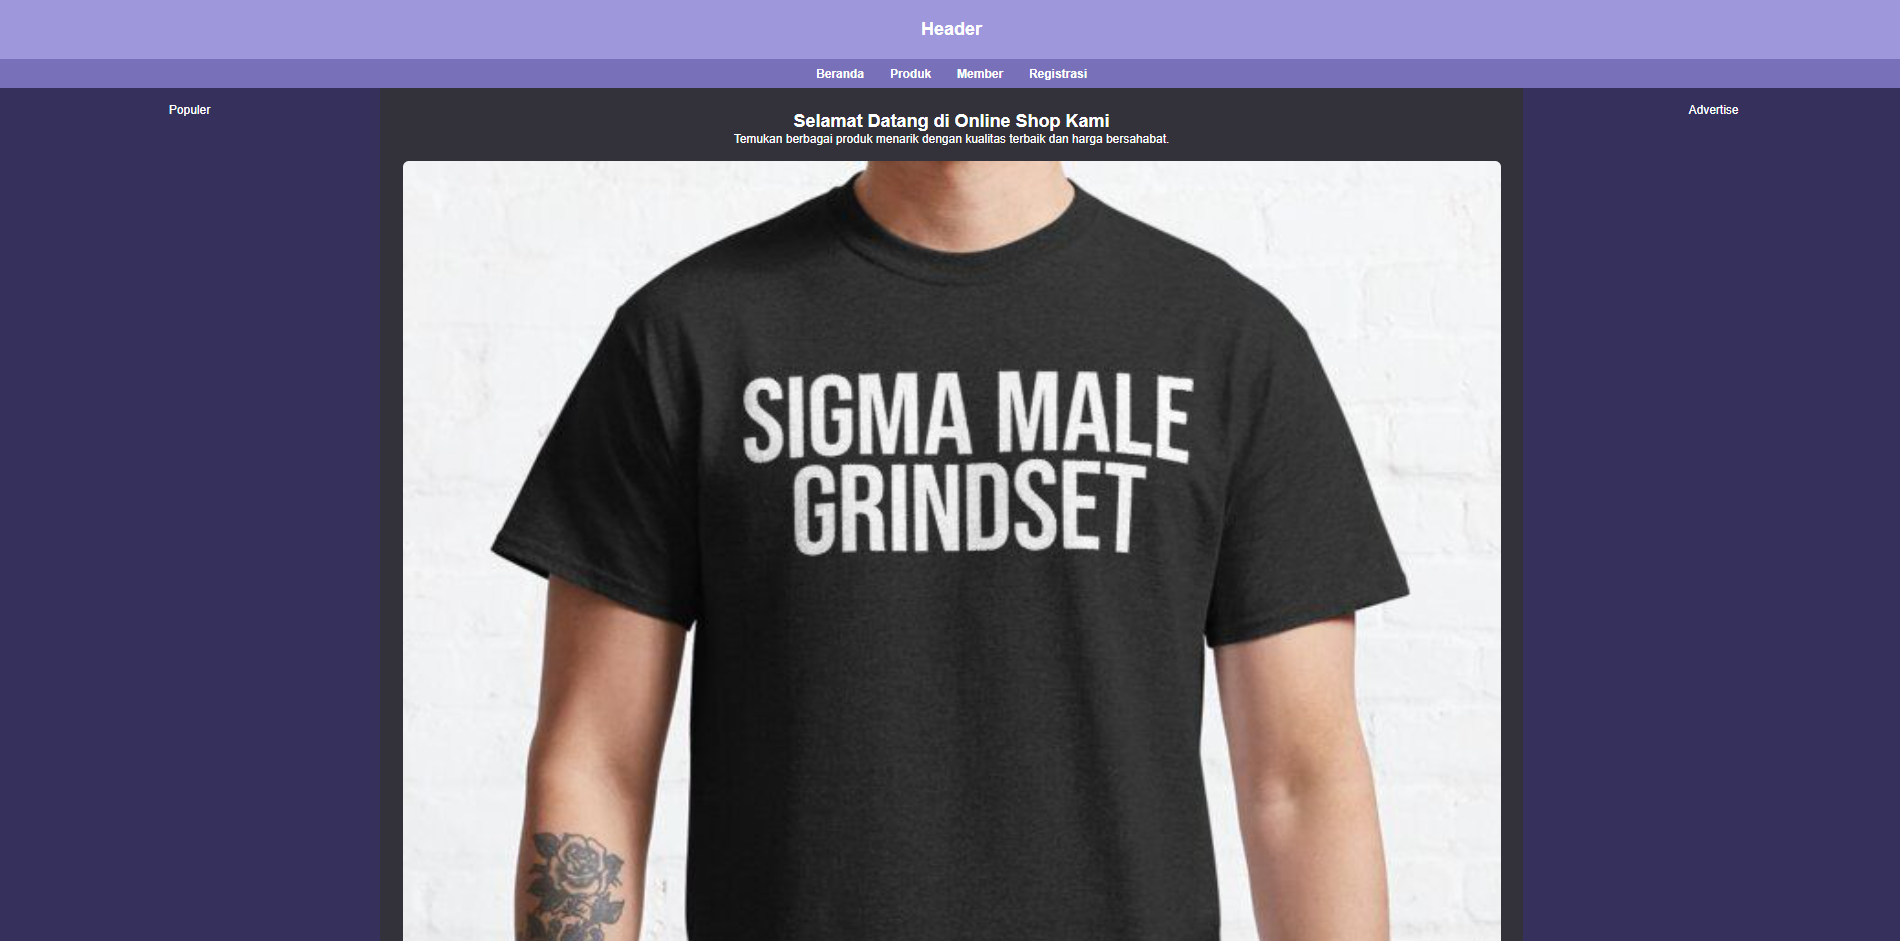 Header
Beranda Produk Member Registrasi
Populer
Selamat Datang di Online Shop Kami
Temukan berbagai produk menarik dengan kualitas terbaik dan harga bersahabat.
SIGMA MALE
GRINDSET
Advertise